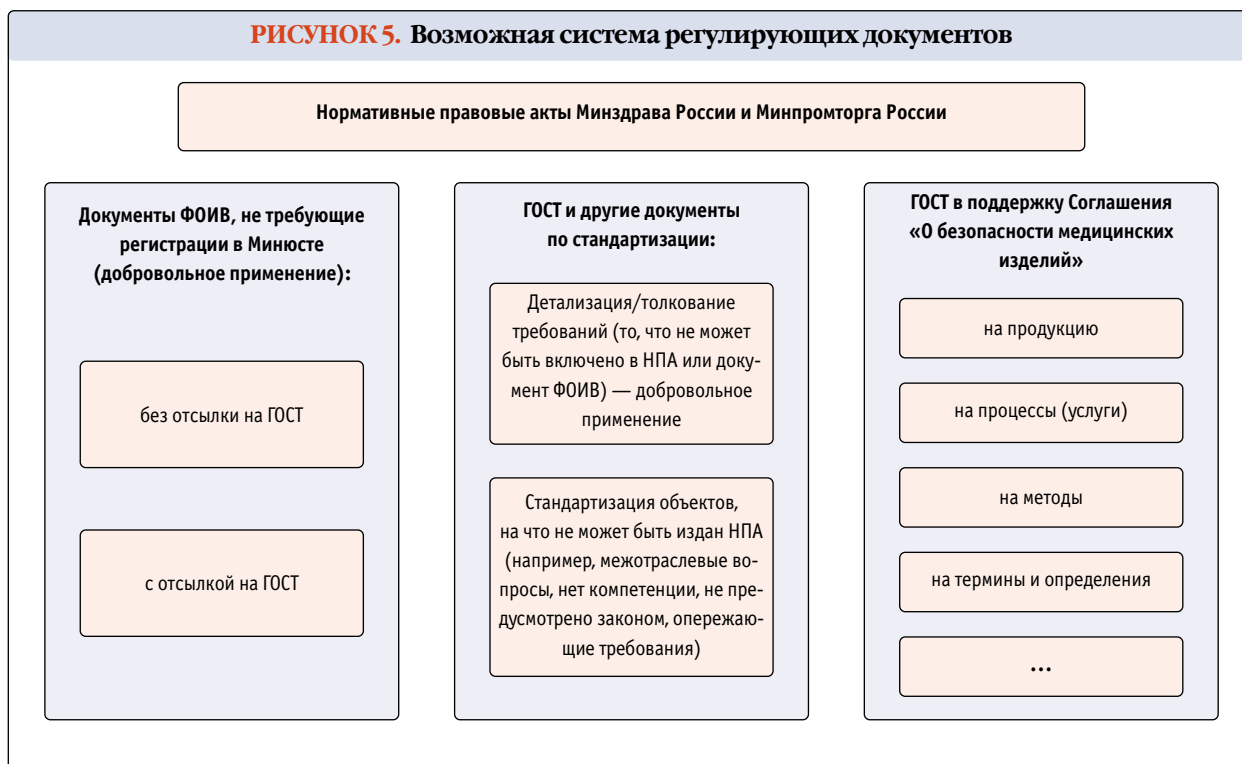 РИСУНОК 5. Возможная система регулирующих документов
Нормативные правовые акты Минздрава России и Минпромторга России
Документы ФОИВ, не требующие
регистрации в Минюсте
(добровольное применение):
без отсылки на ГОСТ
с отсылкой на ГОСТ
ГОСТ и другие документы
по стандартизации:
Детализация/толкование
требований (то, что не может
быть включено в НПА или доку-
мент ФОИВ) — добровольное
применение
Стандартизация объектов,
на что не может быть издан НПА
(например, межотраслевые во-
просы, нет компетенции, не пре-
дусмотрено законом, опережаю-
щие требования)
ГОСТ в поддержку Соглашения
«О безопасности медицинских
изделий»
на продукцию
на процессы (услуги)
на методы
на термины и определения
...